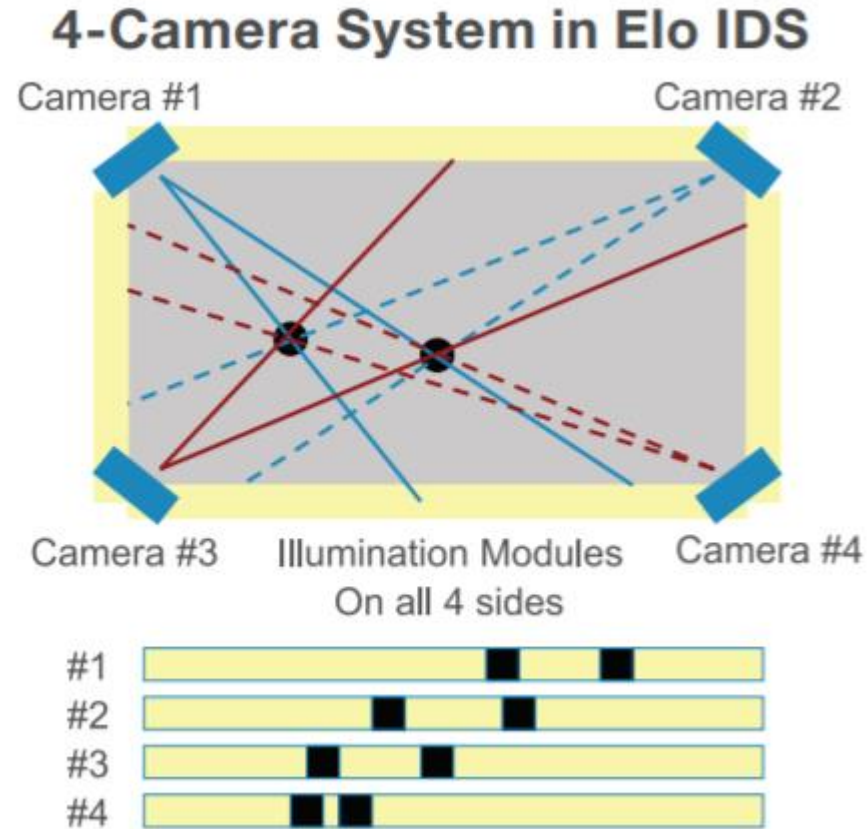 4-Camera System in Elo IDS
Camera #1
Camera #2
Camera #3
Illumination Modules
Camera #4
On all 4 sides
#1
#2
#3
#4